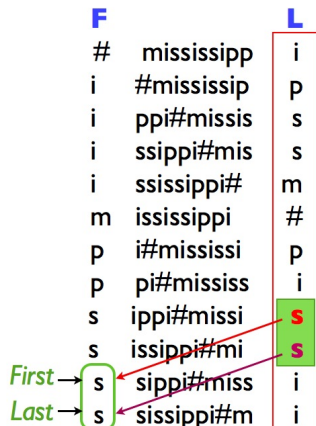 F L
# mississipp i
i #mississip p
i ppi#missis s
i ssippi#mis s
i ssissippi# m
m ississippi #
p i#mississi p
p pi#mississ i
s ippi#missi s
s issippi#mi s
First s sippi#miss i
Last s sissippi#m i